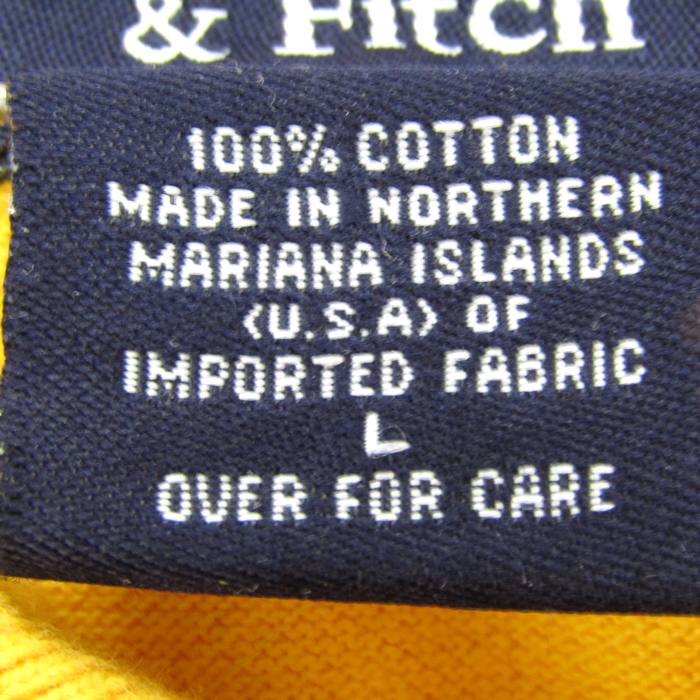 & Fitch
100% COTTON
MADE IN NORTHERN
MARIANA ISLANDS
(U.S.A) OF
IMPORTED FABRIC
L
OVER FOR CARE